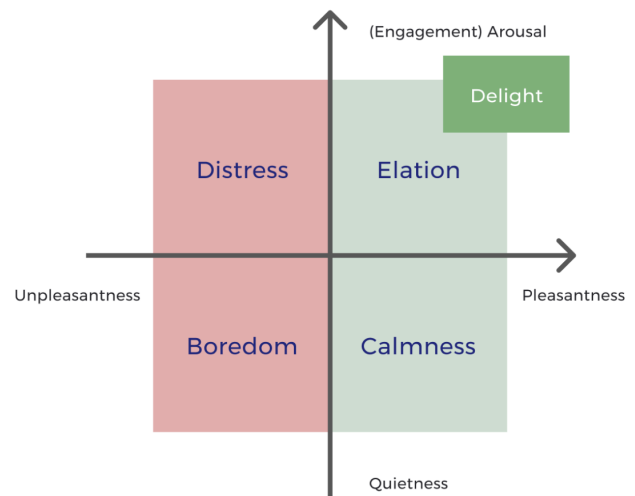 (Engagement) Arousal
Delight
Distress
Elation
Unpleasantness
Pleasantness
Boredom
Calmness
Quietness